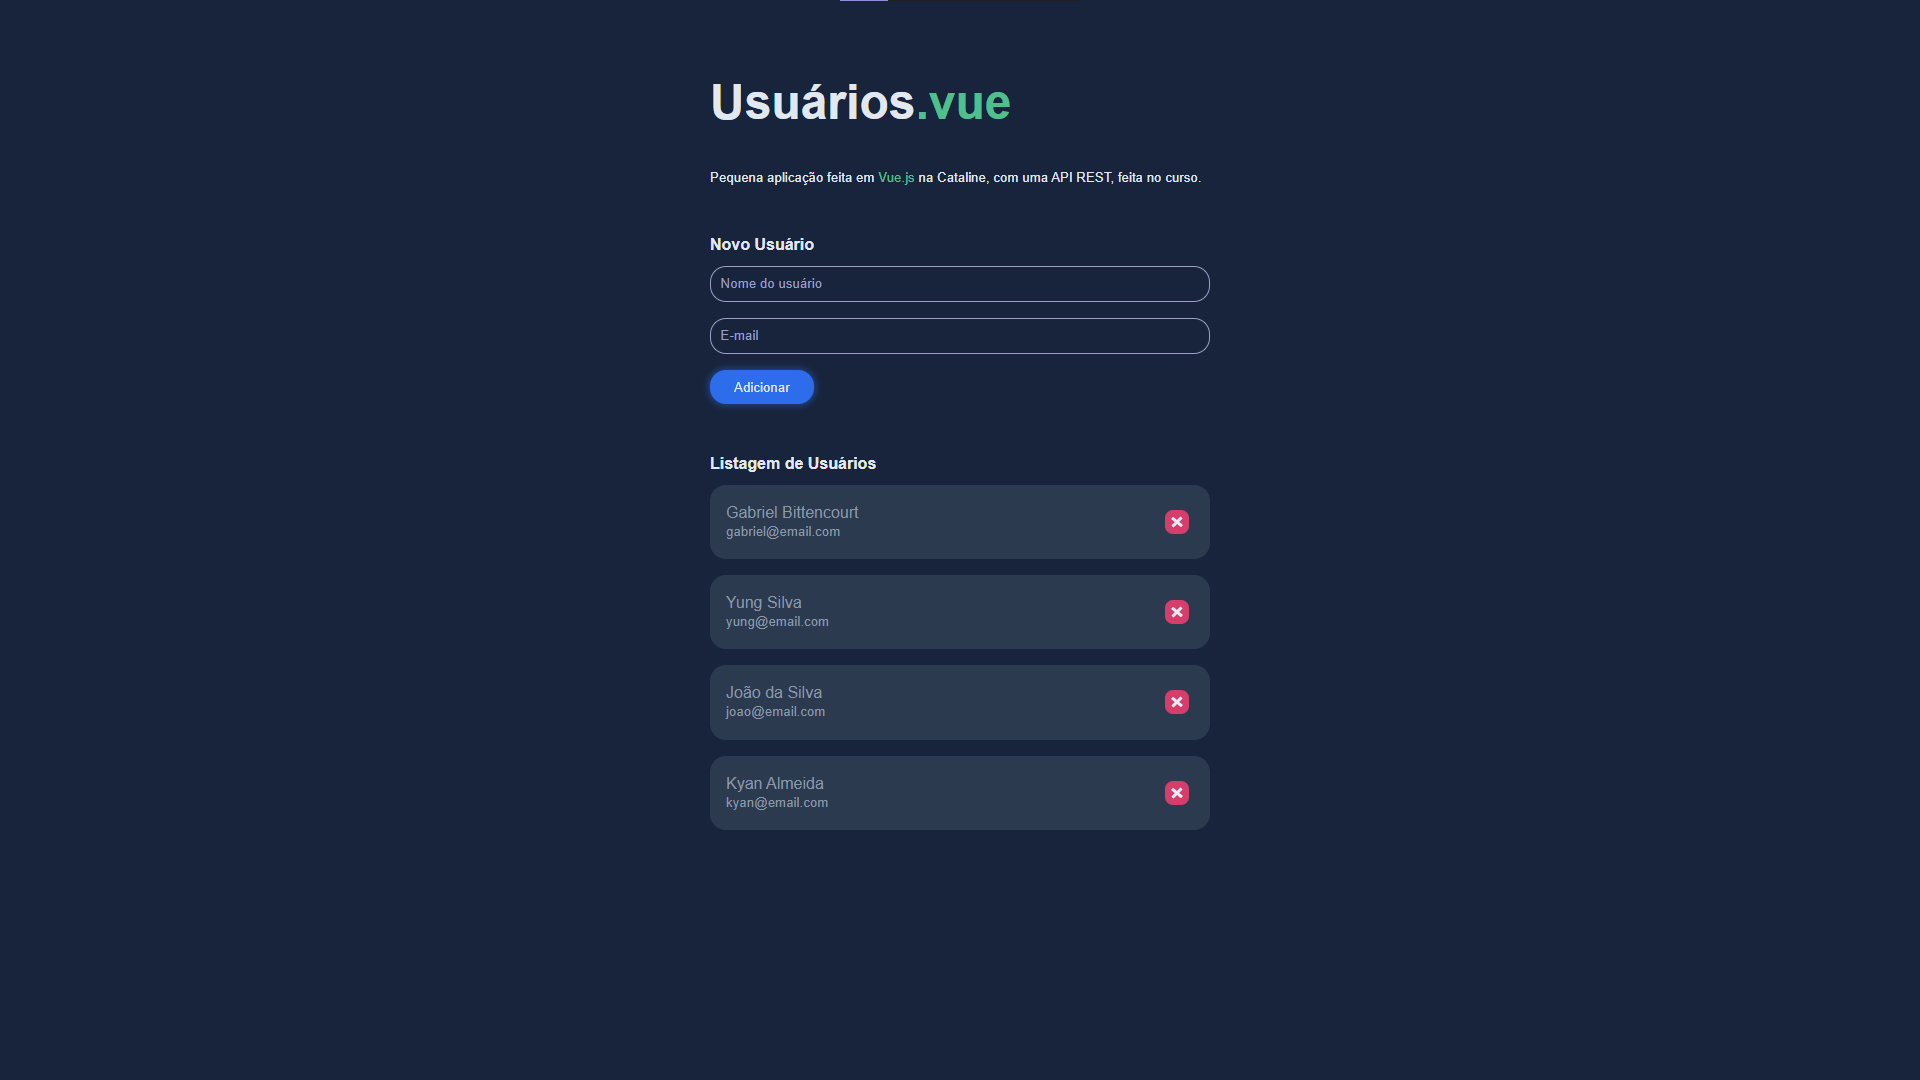 Usuários.vue
Pequena aplicação feita em Vue.js na Cataline, com uma API REST, feita no curso.
Novo Usuário
Nome do usuário
E-mail
Adicionar
Listagem de Usuários
Gabriel Bittencourt
gabriel@email.com
Yung Silva
yung@email.com
João da Silva
joao@email.com
Kyan Almeida
kyan@email.com